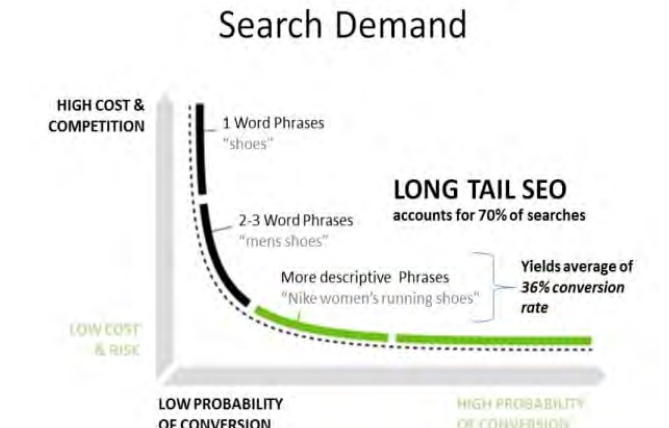 Search Demand
HIGH COST &
COMPETITION
1 Word Phrases
"shoes"
LONG TAIL SEO
accounts for 70% of searches
2-3 Word Phrases
"mens shoes"
More descriptive Phrases
"Nike women's running shoes"
Yields average of
36% conversion
rate
LOW COST
& RISK
LOW PROBABILITY
OF CONVERSION
HIGH PROBABILITY
OF CONVERSION